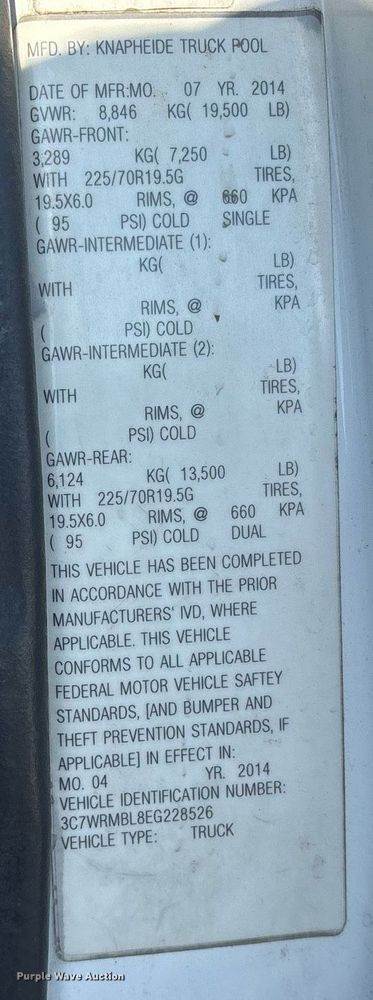 MFD. BY: KNAPHEIDE TRUCK POOL
DATE OF MFR:MO. 07 YR. 2014
GVWR: 8,846 KG( 19,500 LB)
GAWR-FRONT:
3,289 KG( 7,250 LB)
WITH 225/70R19.5G TIRES,
19.5X6.0 RIMS, @ 660 KPA
( 95 PSI) COLD SINGLE
GAWR-INTERMEDIATE (1):
KG( LB)
WITH TIRES,
RIMS, @ KPA
( PSI) COLD
GAWR-INTERMEDIATE (2):
KG( LB)
WITH TIRES,
RIMS, @ KPA
( PSI) COLD
GAWR-REAR:
6,124 KG( 13,500 LB)
WITH 225/70R19.5G TIRES,
19.5X6.0 RIMS, @ 660 KPA
( 95 PSI) COLD DUAL
THIS VEHICLE HAS BEEN COMPLETED
IN ACCORDANCE WITH THE PRIOR
MANUFACTURERS' IVD, WHERE
APPLICABLE. THIS VEHICLE
CONFORMS TO ALL APPLICABLE
FEDERAL MOTOR VEHICLE SAFTEY
STANDARDS, [AND BUMPER AND
THEFT PREVENTION STANDARDS, IF
APPLICABLE] IN EFFECT IN:
MO. 04 YR. 2014
VEHICLE IDENTIFICATION NUMBER:
3C7WRMBL8EG228526
VEHICLE TYPE: TRUCK
Purple Wave Auction